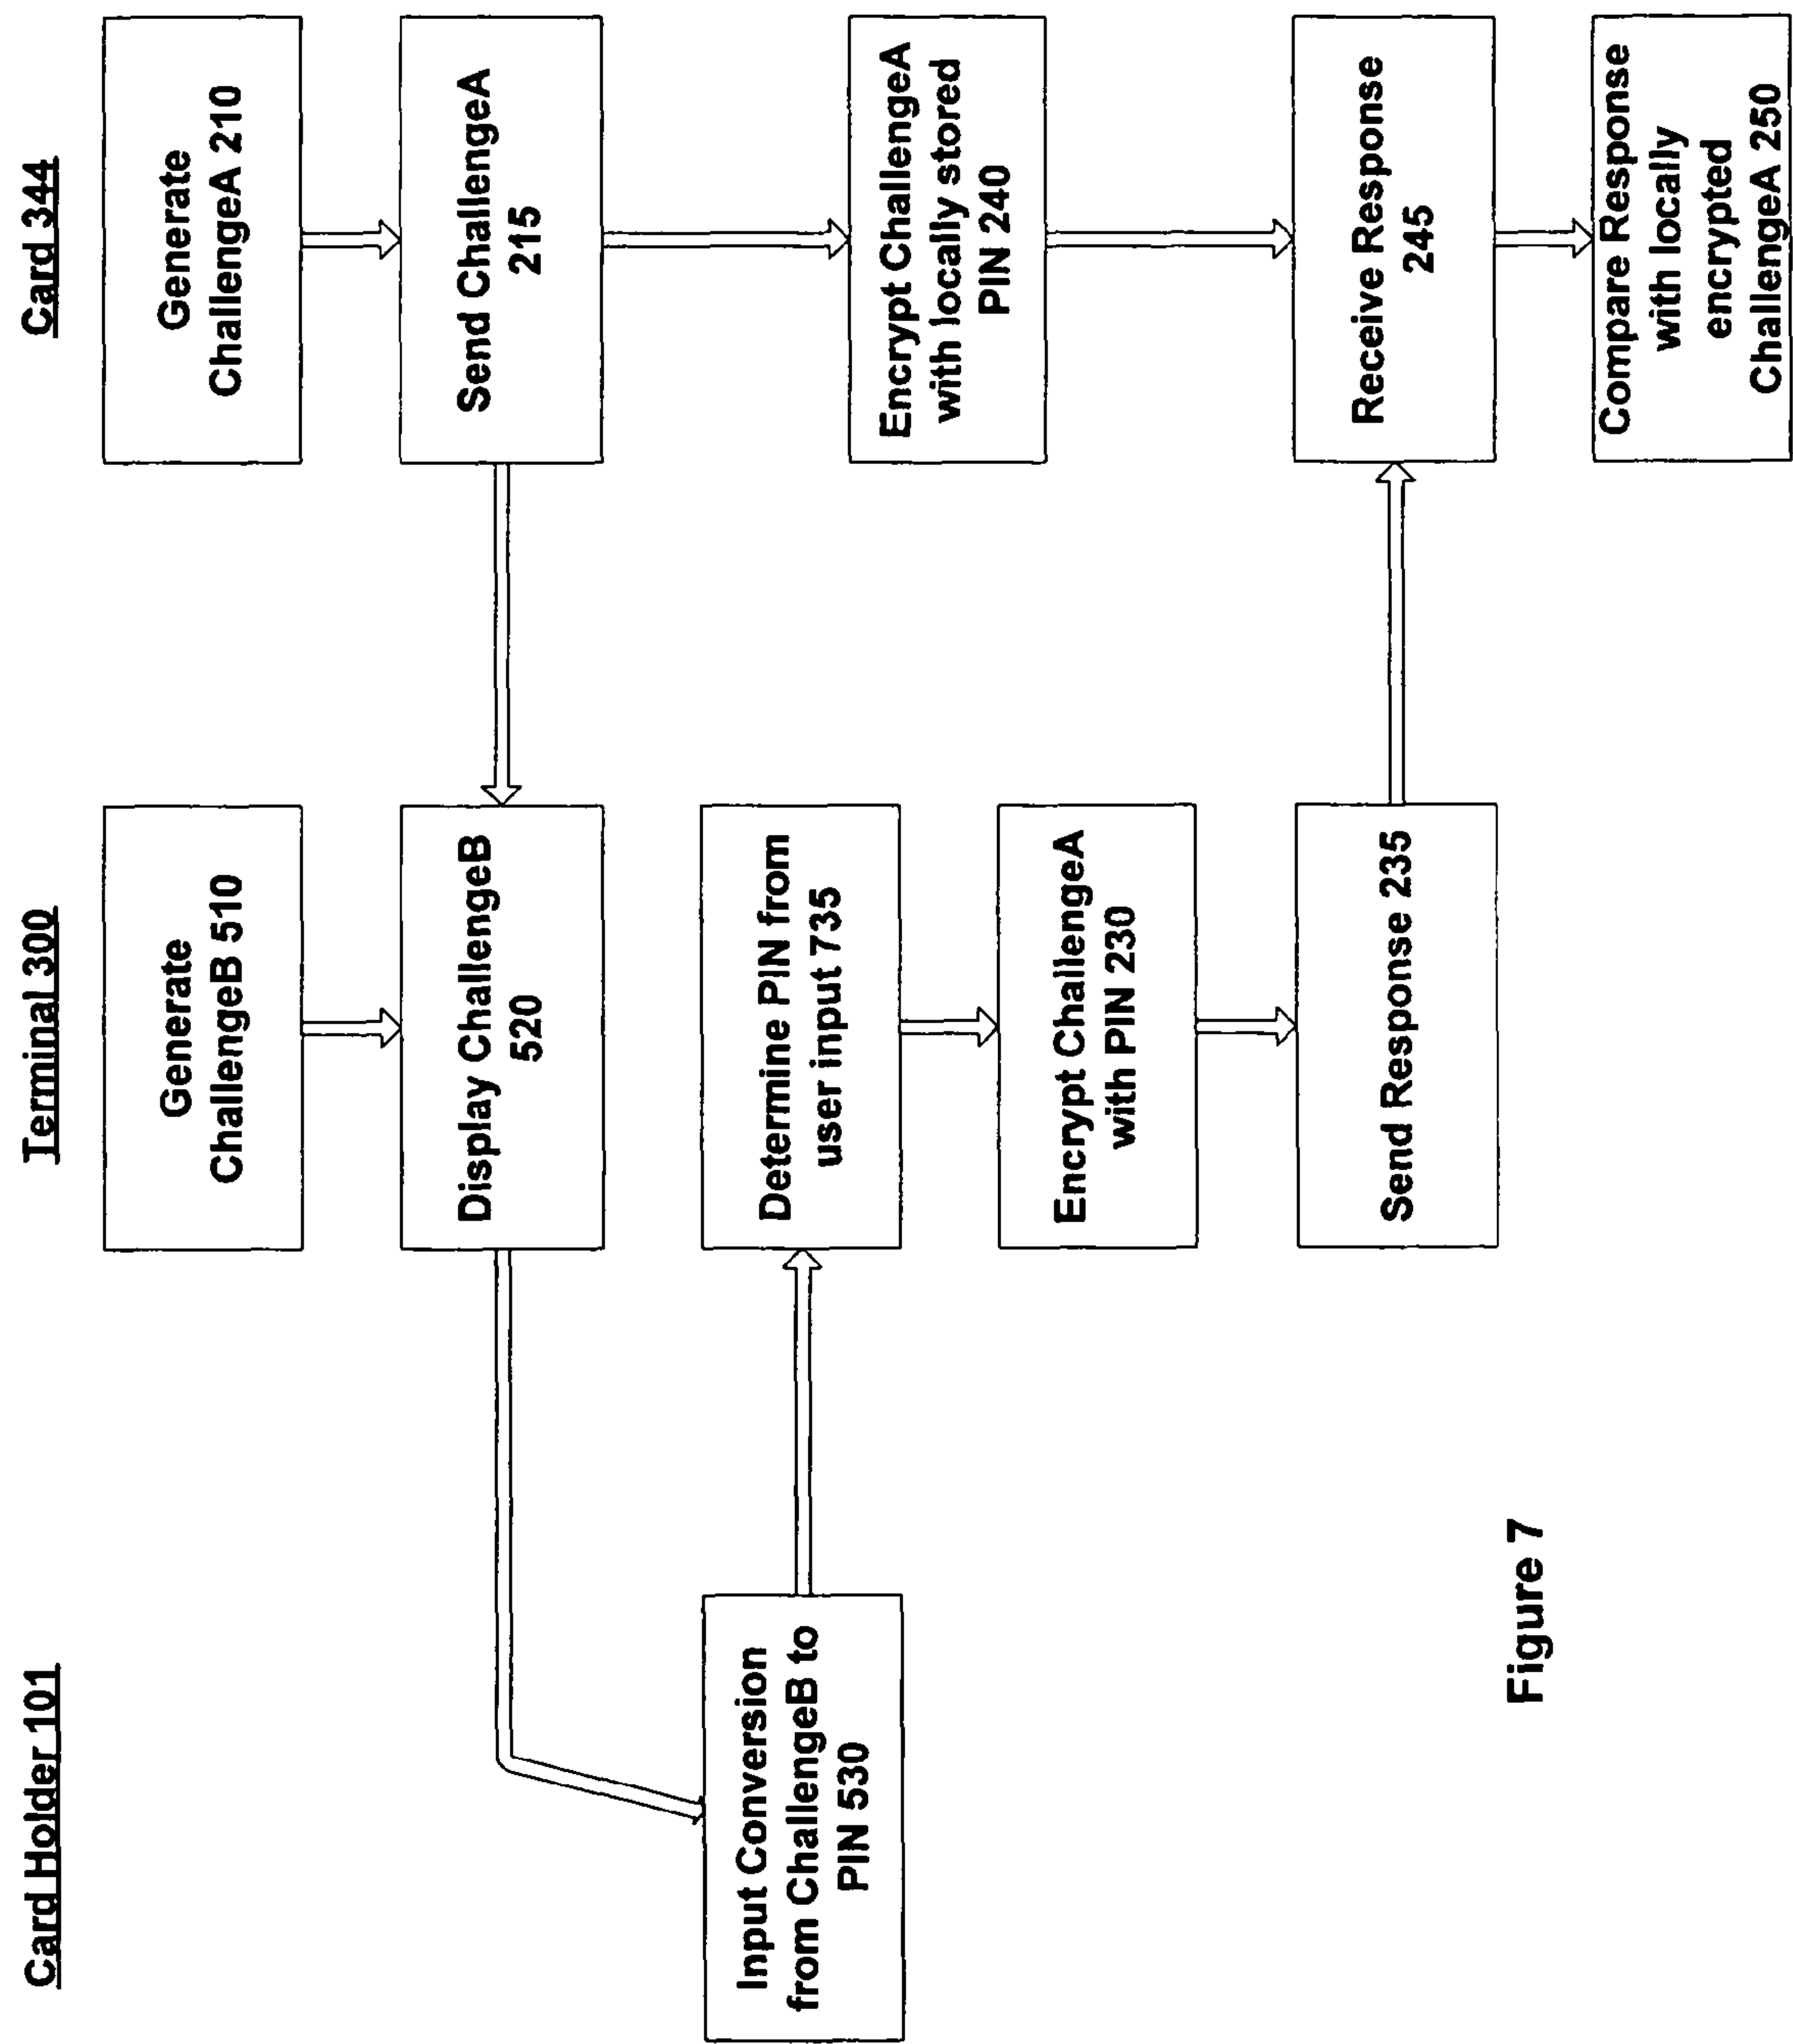 Card Holder 101
Terminal 300
Card 344
Generate
ChallengeB 510
Generate
ChallengeA 210
Display ChallengeB
520
Send ChallengeA
215
Input Conversion
from ChallengeB to
PIN 530
Determine PIN from
user input 735
Encrypt ChallengeA
with locally stored
PIN 240
Encrypt ChallengeA
with PIN 230
Send Response 235
Receive Response
245
Compare Response
with locally
encrypted
ChallengeA 250
Figure 7